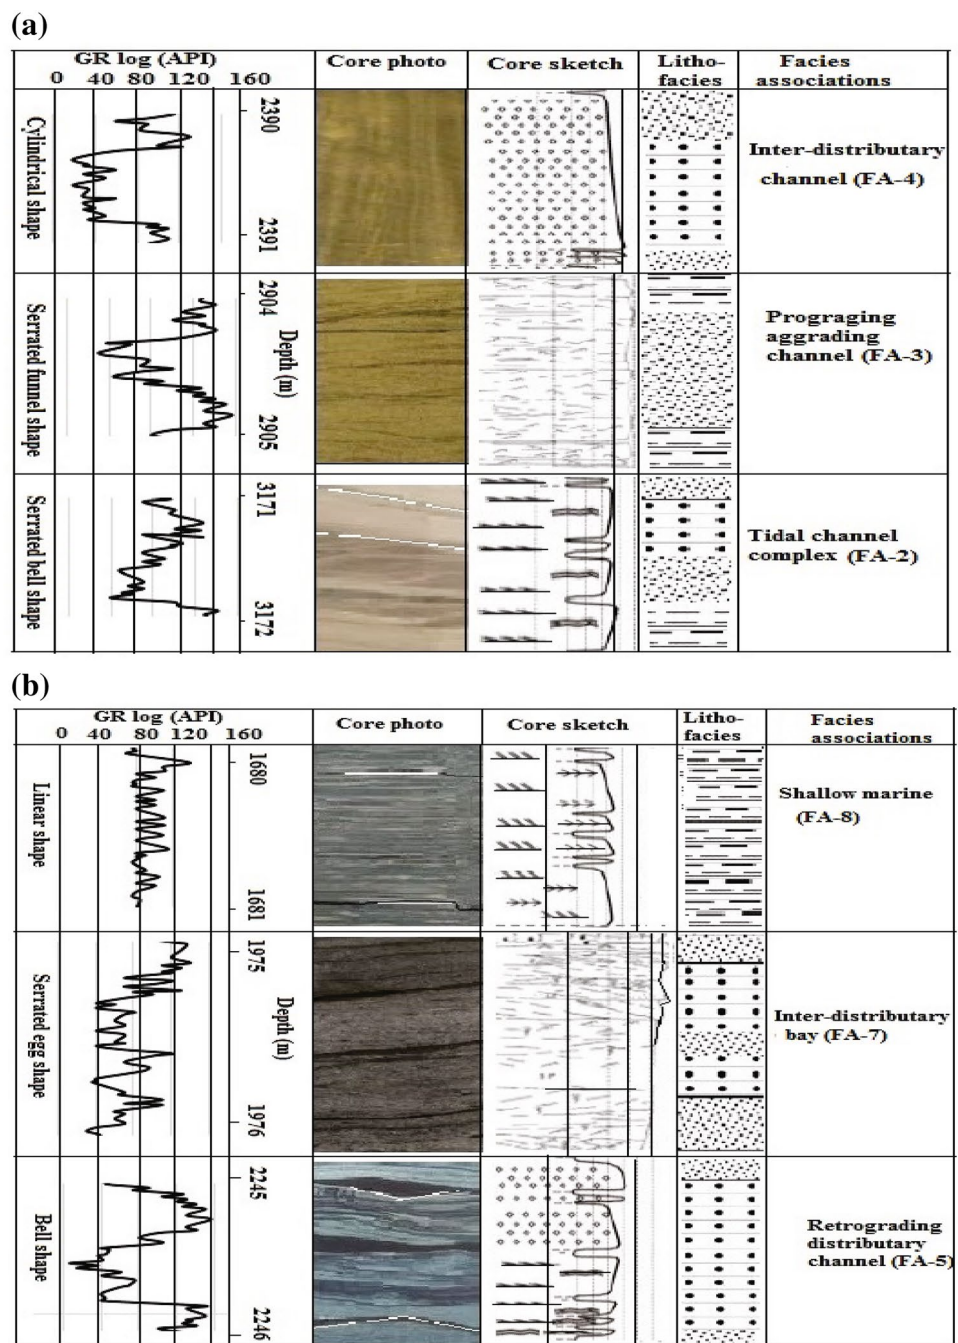 (a)
GR log (API)
0 40 80 120 160
Core photo
Core sketch
Litho-
facies
Facies
associations
Cylindrical shape
2390
2391
Inter-distributary
channel (FA-4)
Serrated funnel shape
2904
Depth (m)
2905
Prograging
aggrading
channel (FA-3)
Serrated bell shape
3171
3172
Tidal channel
complex (FA-2)
(b)
GR log (API)
0 40 80 120 160
Core photo
Core sketch
Litho-
facies
Facies
associations
Linear shape
1680
1681
Shallow marine
(FA-8)
Serrated egg shape
1975
Depth (m)
1976
Inter-distributary
bay (FA-7)
Bell shape
2245
2246
Retrograding
distributary
channel (FA-5)